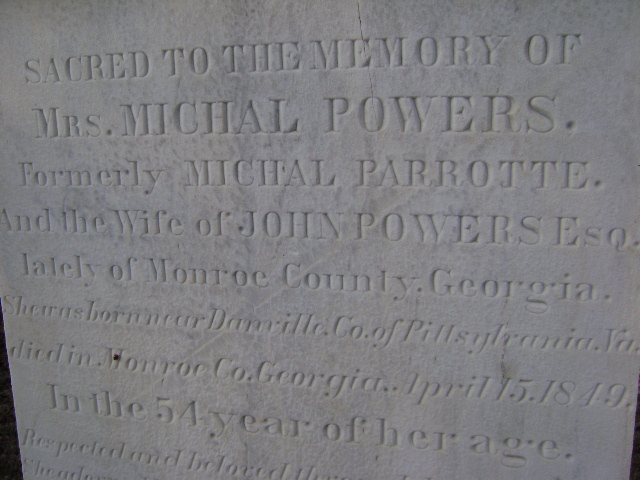 SACRED TO THE MEMORY OF
MRS. MICHAL POWERS.
Formerly MICHAL PARROTTE.
And the Wife of JOHN POWERS ESQ.
lately of Monroe County, Georgia.
She was born near Danville, Co. of Pittsylvania, Va.
died in Monroe Co. Georgia, April 15, 1849.
In the 54 year of her age.
Respected and beloved